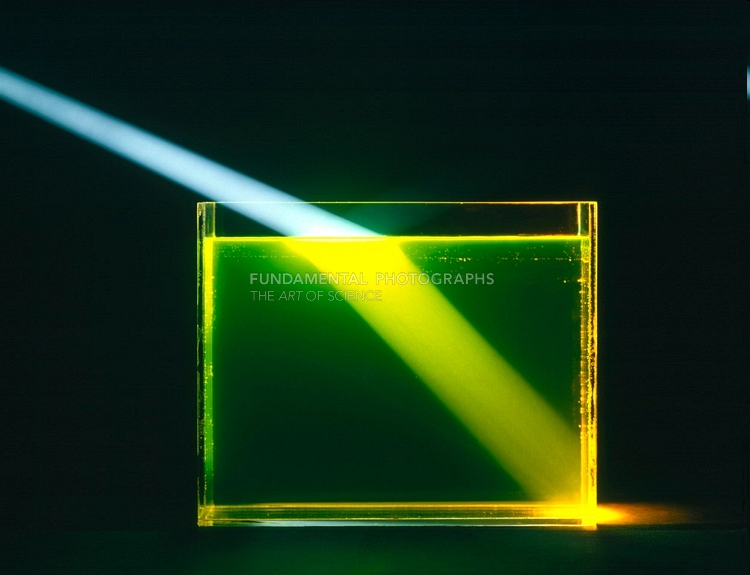 FUNDAMENTAL PHOTOGRAPHS
THE ART OF SCIENCE